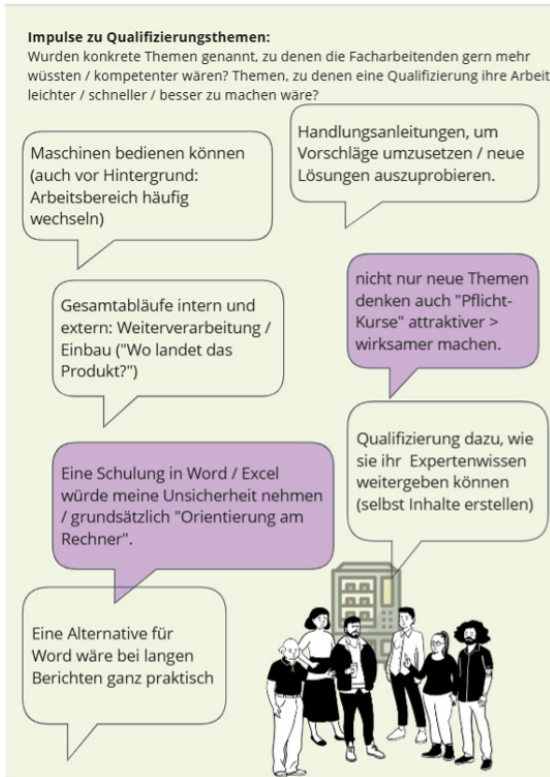 Impulse zu Qualifizierungsthemen:
Wurden konkrete Themen genannt, zu denen die Facharbeitenden gern mehr
wüssten / kompetenter wären? Themen, zu denen eine Qualifizierung ihre Arbeit
leichter / schneller / besser zu machen wäre?
Maschinen bedienen können
(auch vor Hintergrund:
Arbeitsbereich häufig
wechseln)
Handlungsanleitungen, um
Vorschläge umzusetzen / neue
Lösungen auszuprobieren.
Gesamtabläufe intern und
extern: Weiterverarbeitung /
Einbau ("Wo landet das
Produkt?")
nicht nur neue Themen
denken auch "Pflicht-
Kurse" attraktiver >
wirksamer machen.
Eine Schulung in Word / Excel
würde meine Unsicherheit nehmen
/ grundsätzlich "Orientierung am
Rechner".
Qualifizierung dazu, wie
sie ihr Expertenwissen
weitergeben können
(selbst Inhalte erstellen)
Eine Alternative für
Word wäre bei langen
Berichten ganz praktisch